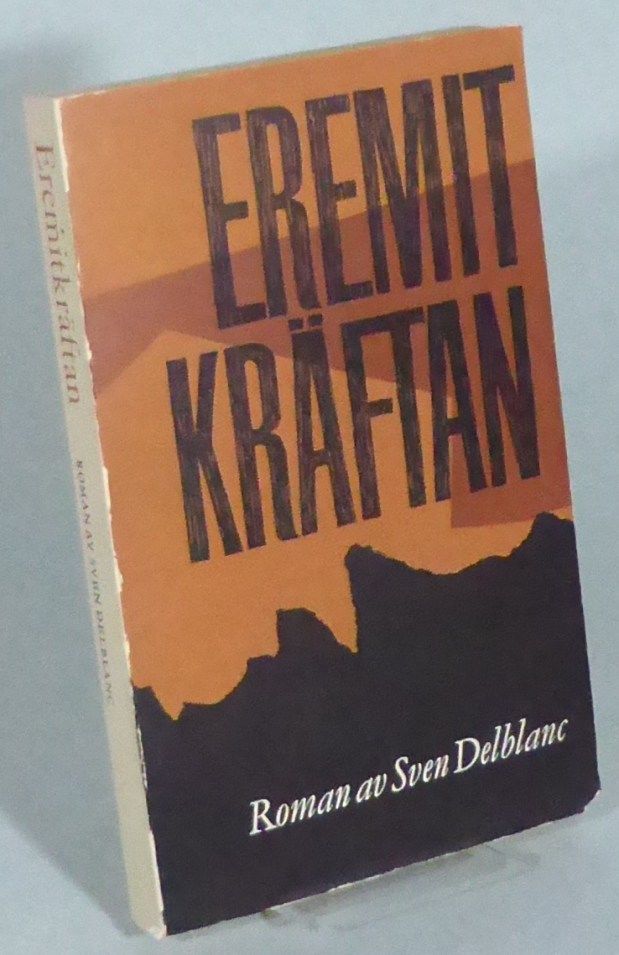 EREMIT
KRÄFTAN
Roman av Sven Delblanc
Eremitkräftan
ROMAN AV SVEN DELBLANC